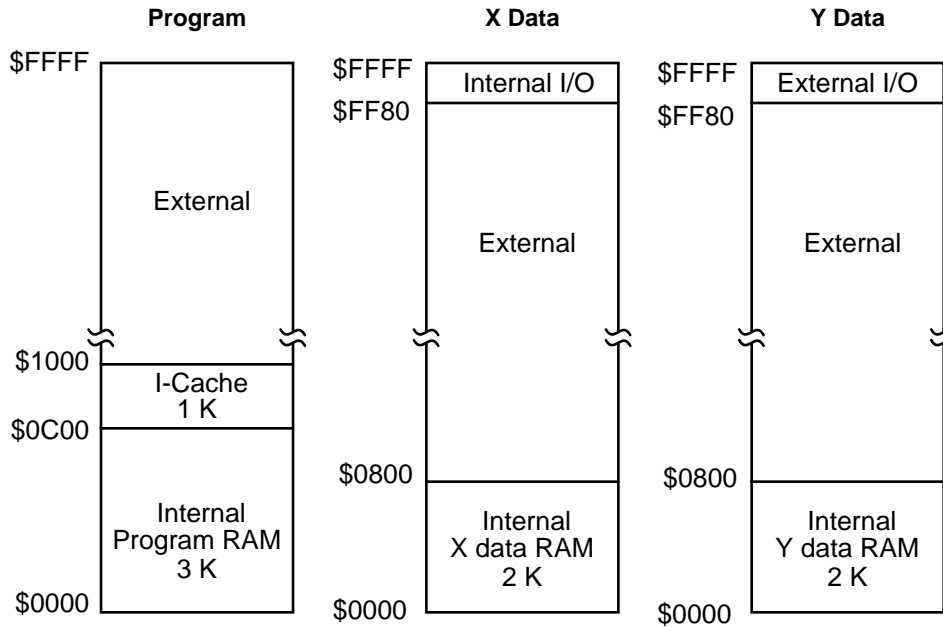 Program
$FFFF
External
$1000
I-Cache
1 K
$0C00
Internal
Program RAM
3 K
$0000
X Data
$FFFF
Internal I/O
$FF80
External
$0800
Internal
X data RAM
2 K
$0000
Y Data
$FFFF
External I/O
$FF80
External
$0800
Internal
Y data RAM
2 K
$0000